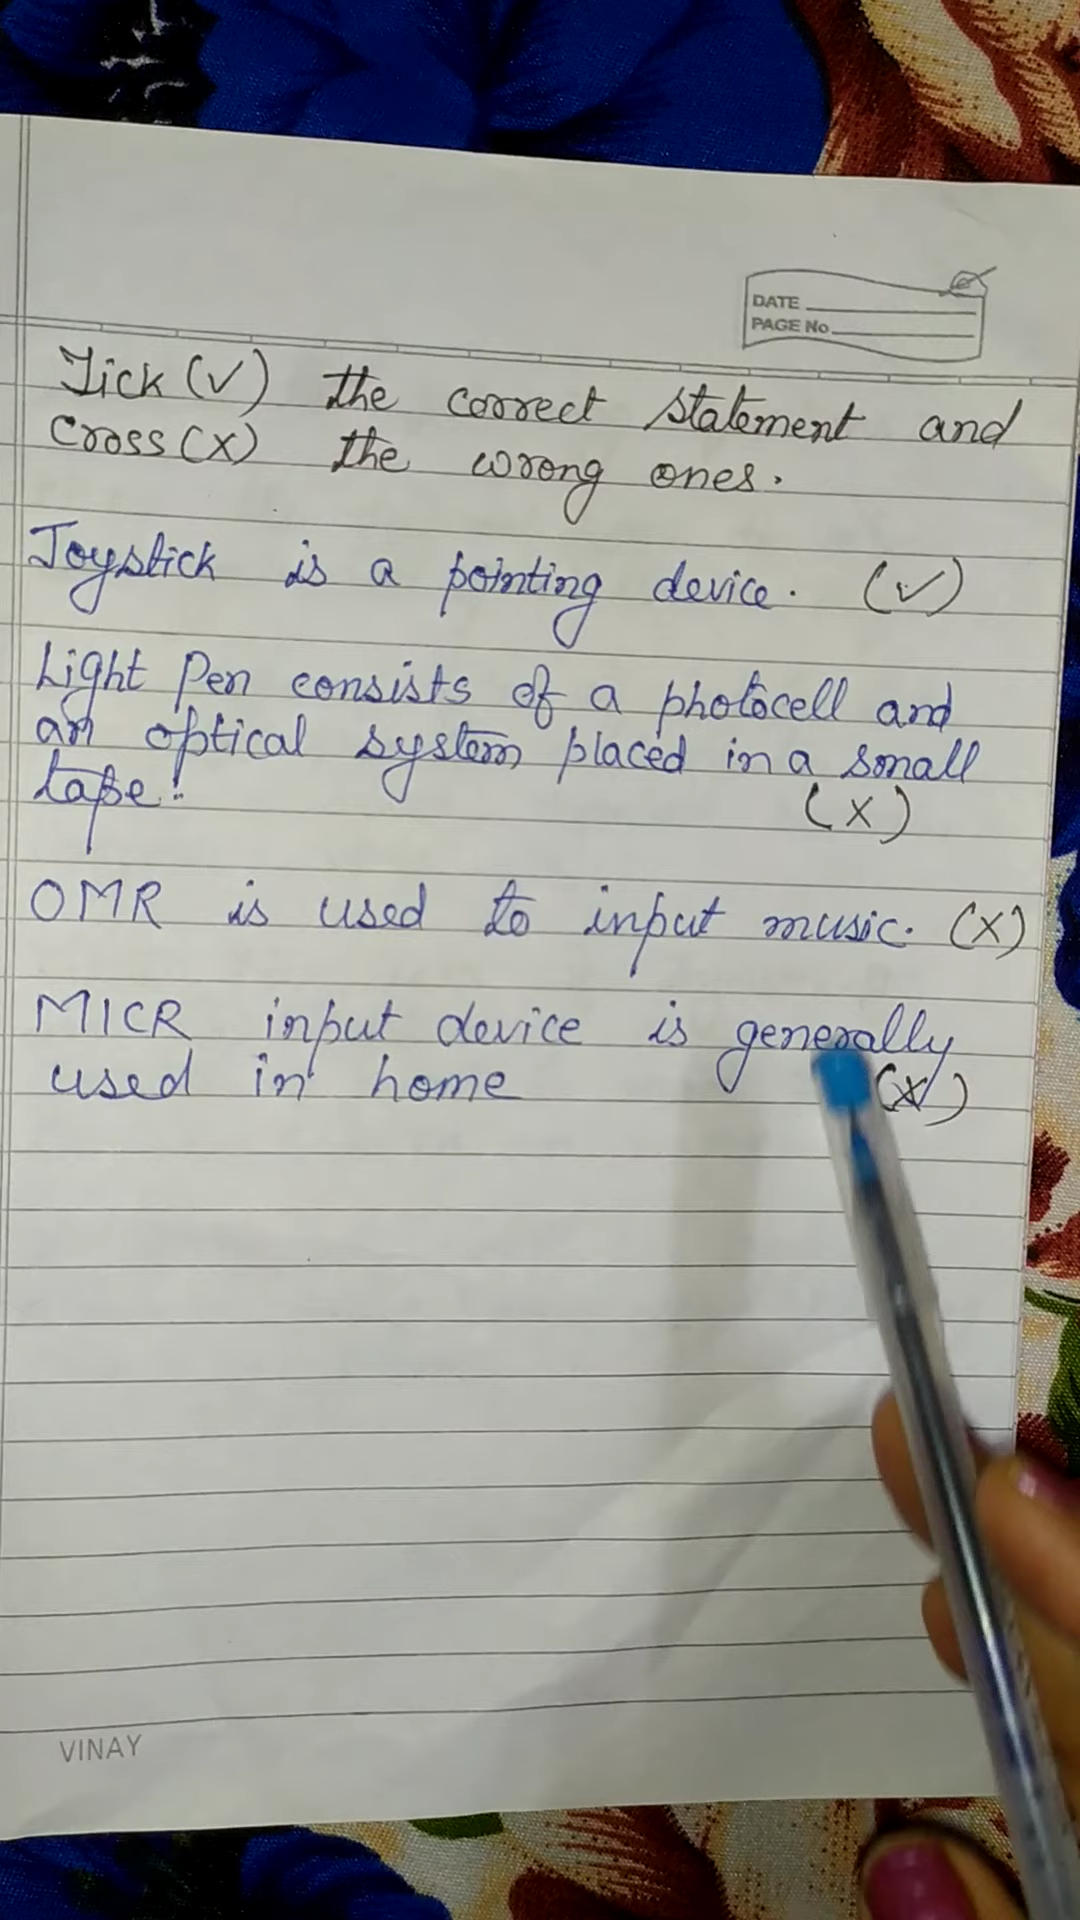 DATE
PAGE No
Tick (✓) the correct statement and
Cross (X) the wrong ones.
Joystick is a pointing device. (✓)
Light Pen consists of a photocell and
an optical system placed in a small
tape. (X)
OMR is used to input music. (X)
MICR input device is generally
used in home (X)
VINAY